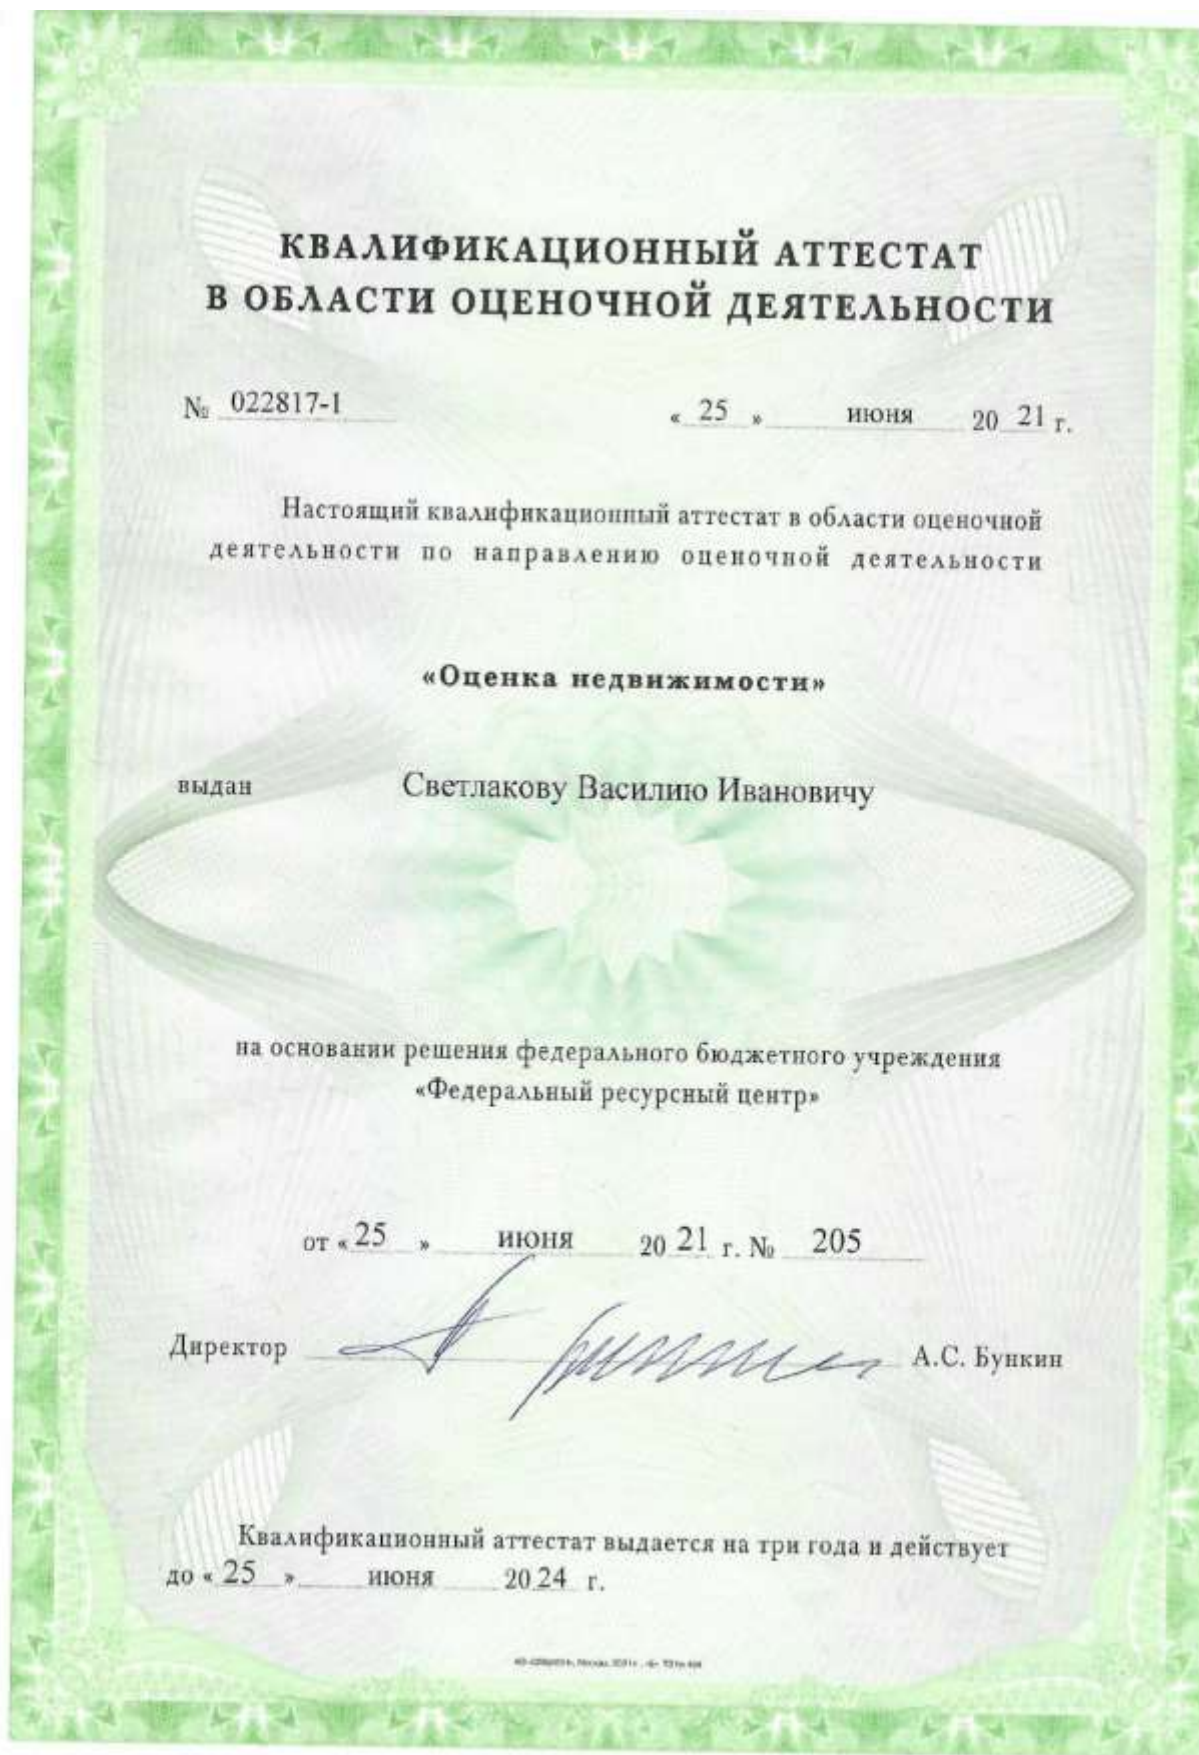 КВАЛИФИКАЦИОННЫЙ АТТЕСТАТ
В ОБЛАСТИ ОЦЕНОЧНОЙ ДЕЯТЕЛЬНОСТИ
№ 022817-1 « 25 » июня 20 21 г.
Настоящий квалификационный аттестат в области оценочной
деятельности по направлению оценочной деятельности
«Оценка недвижимости»
выдан Светлакову Василию Ивановичу
на основании решения федерального бюджетного учреждения
«Федеральный ресурсный центр»
от « 25 » июня 20 21 г. № 205
Директор А.С. Бункин
Квалификационный аттестат выдается на три года и действует
до « 25 » июня 20 24 г.